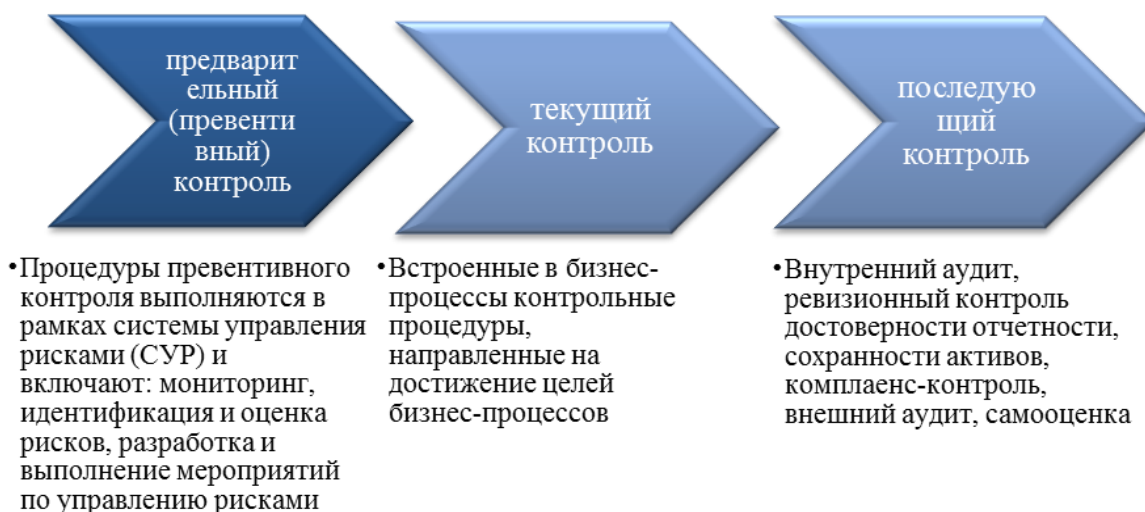 предварит
ельный
(превенти
вный)
контроль
•Процедуры превентивного
контроля выполняются в
рамках системы управления
рисками (СУР) и
включают: мониторинг,
идентификация и оценка
рисков, разработка и
выполнение мероприятий
по управлению рисками
текущий
контроль
•Встроенные в бизнес-
процессы контрольные
процедуры,
направленные на
достижение целей
бизнес-процессов
последую
щий
контроль
•Внутренний аудит,
ревизионный контроль
достоверности отчетности,
сохранности активов,
комплаенс-контроль,
внешний аудит, самооценка